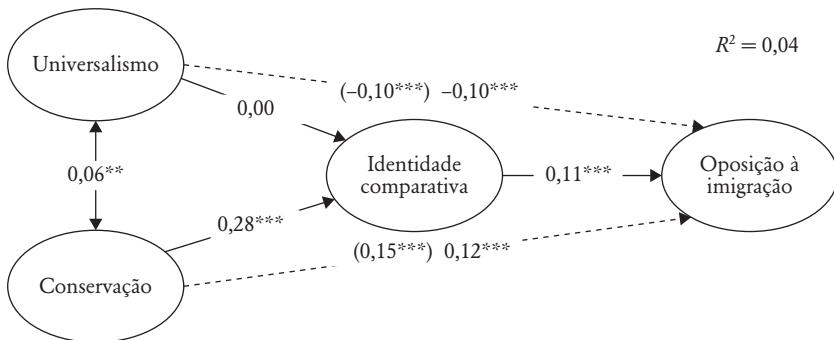 Universalismo
R² = 0,04
(–0,10***) –0,10***
0,00
0,06**
Identidade
comparativa
0,11***
Oposição à
imigração
0,28***
(0,15***) 0,12***
Conservação